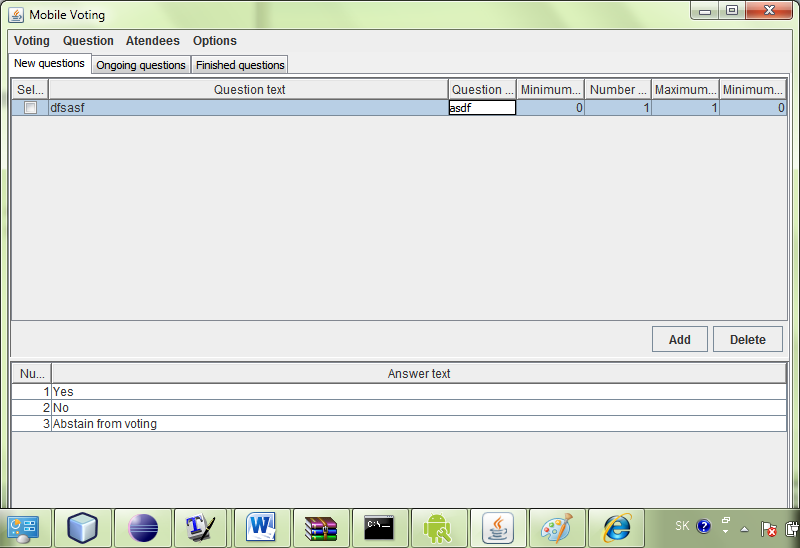 Mobile Voting
Voting Question Atendees Options
New questions Ongoing questions Finished questions
Sel... Question text Question ... Minimum... Number ... Maximum... Minimum...
dfsasf asdf 0 1 1 0
Add Delete
Nu... Answer text
1 Yes
2 No
3 Abstain from voting
C:\_
SK